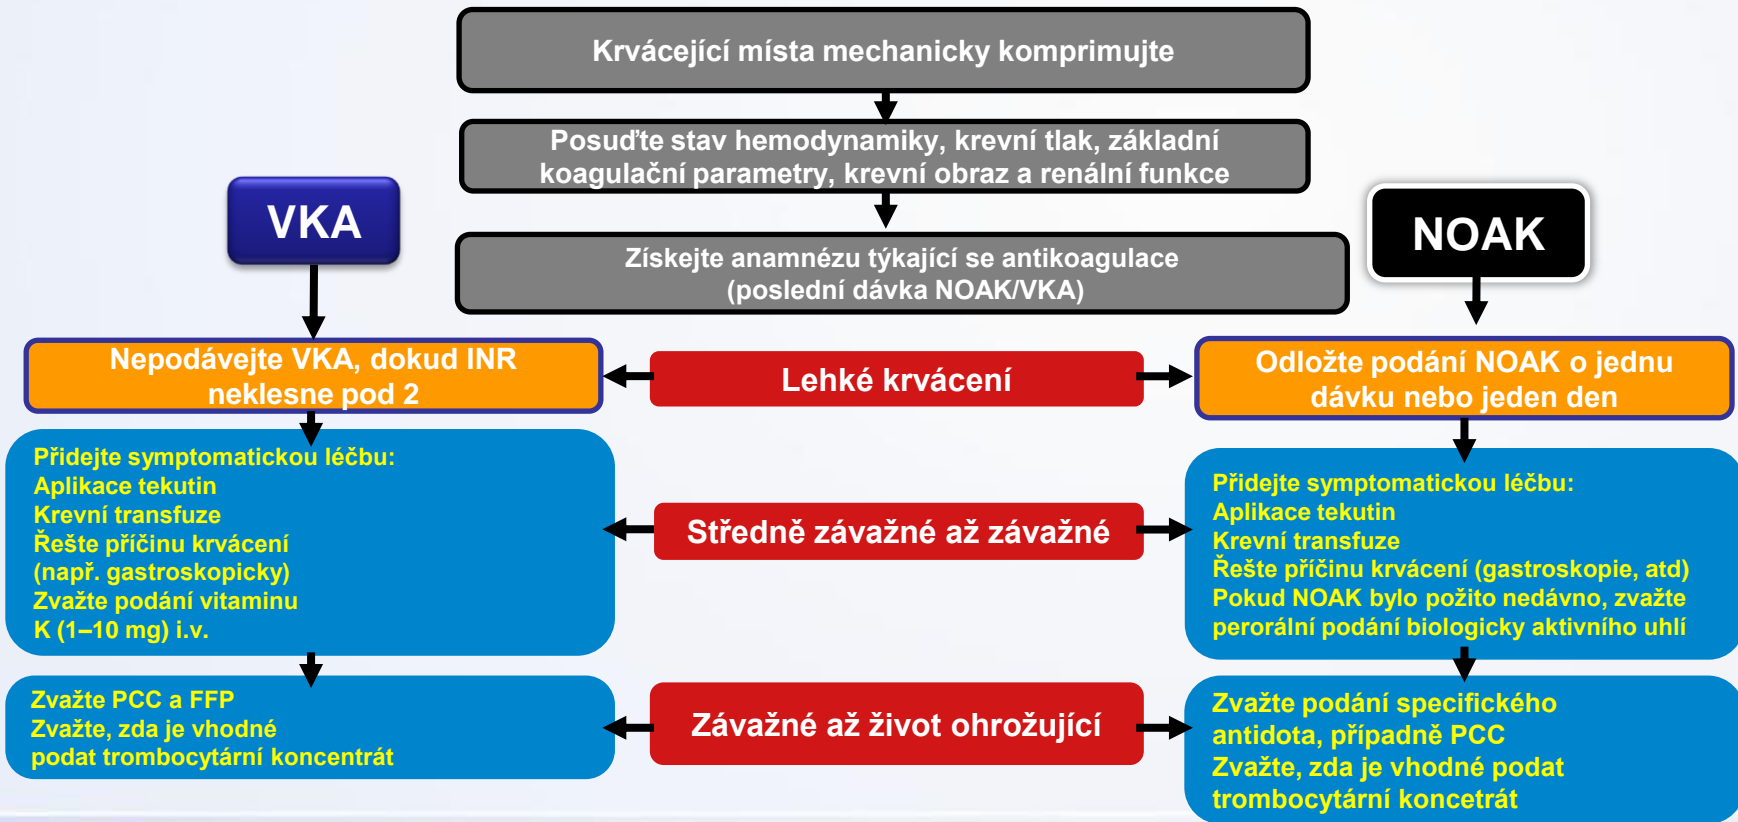 Krvácející místa mechanicky komprimujte
Posuďte stav hemodynamiky, krevní tlak, základní
koagulační parametry, krevní obraz a renální funkce
VKA
NOAK
Získejte anamnézu týkající se antikoagulace
(poslední dávka NOAK/VKA)
Nepodávejte VKA, dokud INR
neklesne pod 2
Lehké krvácení
Odložte podání NOAK o jednu
dávku nebo jeden den
Přidejte symptomatickou léčbu:
Aplikace tekutin
Krevní transfuze
Řešte příčinu krvácení
(např. gastroskopicky)
Zvažte podání vitaminu
K (1–10 mg) i.v.
Středně závažné až závažné
Přidejte symptomatickou léčbu:
Aplikace tekutin
Krevní transfuze
Řešte příčinu krvácení (gastroskopie, atd)
Pokud NOAK bylo požito nedávno, zvažte
perorální podání biologicky aktivního uhlí
Zvažte PCC a FFP
Zvažte, zda je vhodné
podat trombocytární koncentrát
Závažné až život ohrožující
Zvažte podání specifického
antidota, případně PCC
Zvažte, zda je vhodné podat
trombocytární koncetrát